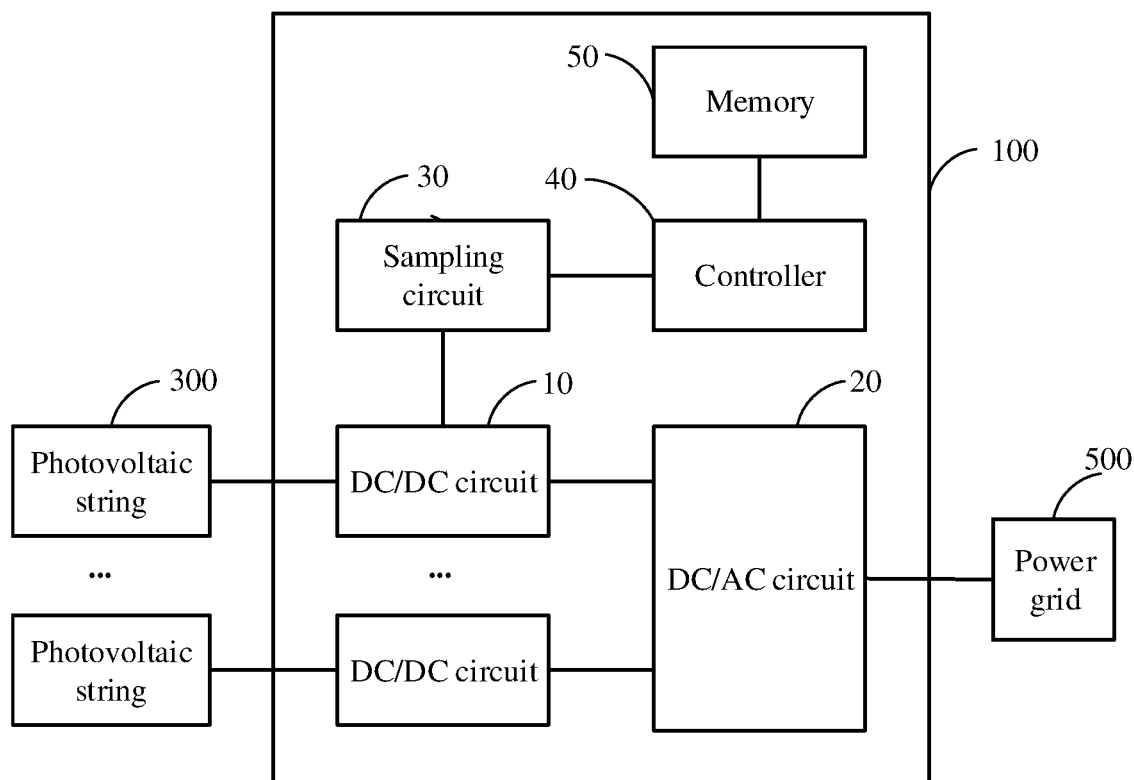 50
Memory
100
30
40
Sampling
circuit
Controller
300
10
20
Photovoltaic
string
DC/DC circuit
500
...
...
DC/AC circuit
Power
grid
Photovoltaic
string
DC/DC circuit